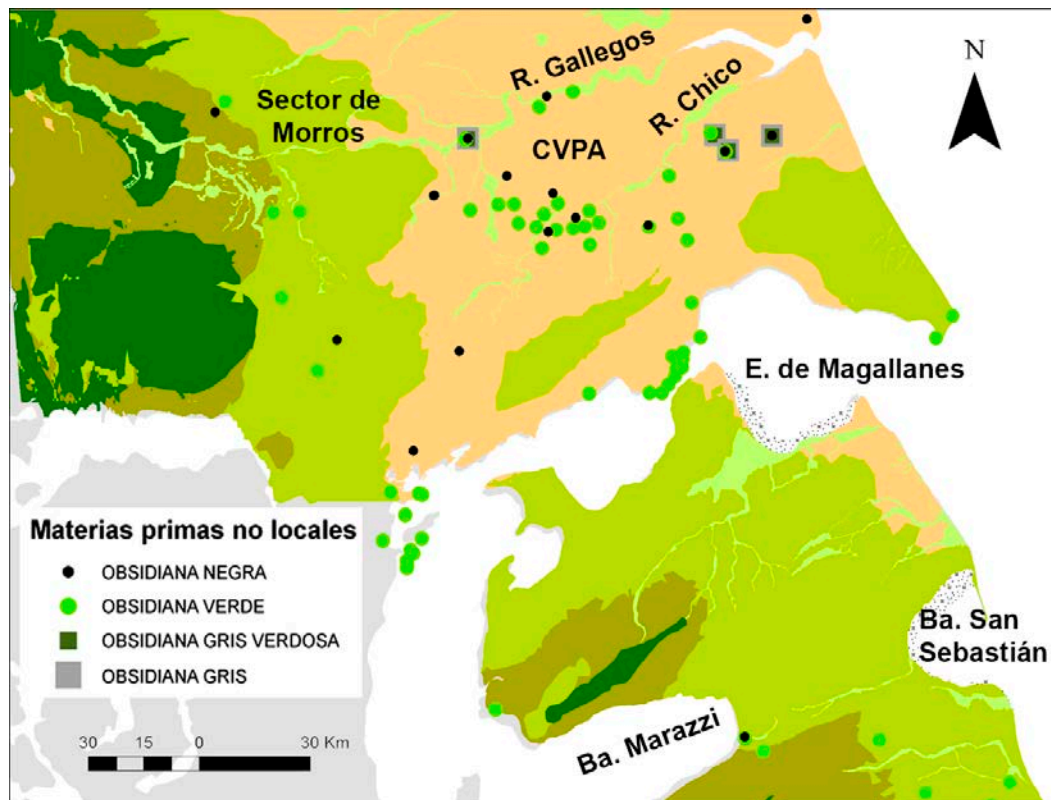 R. Gallegos
N
R. Chico
Sector de
Morros
CVPA
E. de Magallanes
Materias primas no locales
OBSIDIANA NEGRA
OBSIDIANA VERDE
OBSIDIANA GRIS VERDOSA
OBSIDIANA GRIS
Ba. San
Sebastián
Ba. Marazzi
30 15 0 30 Km